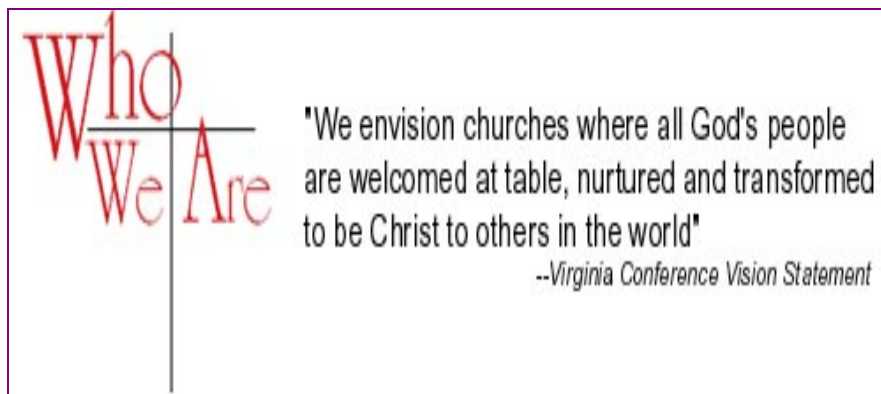 Who
We Are
"We envision churches where all God's people
are welcomed at table, nurtured and transformed
to be Christ to others in the world"
--Virginia Conference Vision Statement